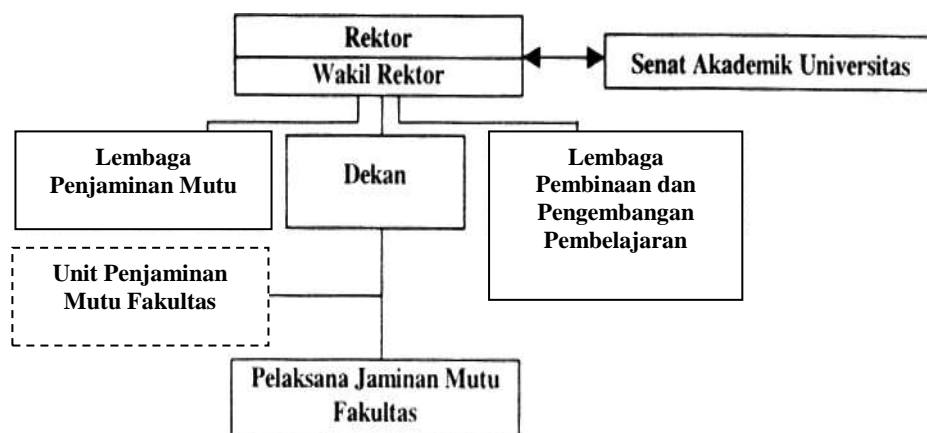 Rektor
Wakil Rektor
Senat Akademik Universitas
Lembaga
Penjaminan Mutu
Dekan
Lembaga
Pembinaan dan
Pengembangan
Pembelajaran
Unit Penjaminan
Mutu Fakultas
Pelaksana Jaminan Mutu
Fakultas